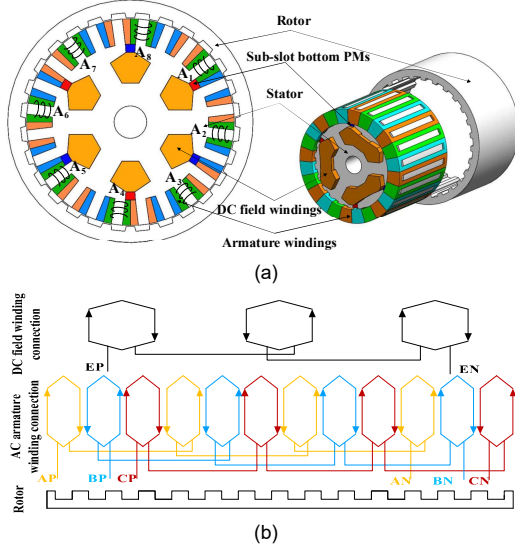 Rotor
A8
A7
A1
Sub-slot bottom PMs
A6
A2
Stator
A5
A4
A3
DC field windings
Armature windings
(a)
DC field winding
connection
EP
EN
AC armature
winding connection
AP
BP
CP
AN
BN
CN
Rotor
(b)